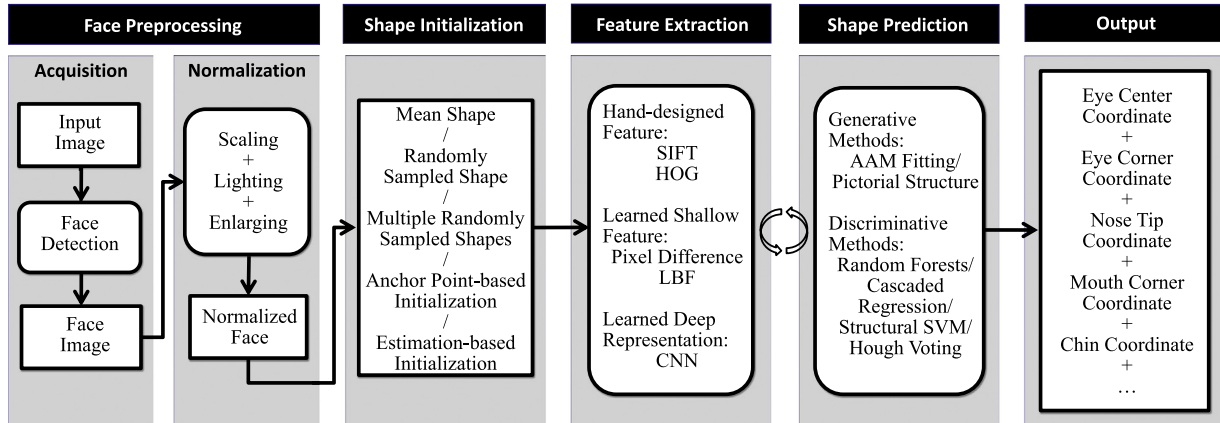 Face Preprocessing
Shape Initialization
Feature Extraction
Shape Prediction
Output
Acquisition
Input
Image
Face
Detection
Face
Image
Normalization
Scaling
+
Lighting
+
Enlarging
Normalized
Face
Mean Shape
/
Randomly
Sampled Shape
/
Multiple Randomly
Sampled Shapes
/
Anchor Point-based
Initialization
/
Estimation-based
Initialization
Hand-designed
Feature:
SIFT
HOG
Learned Shallow
Feature:
Pixel Difference
LBF
Learned Deep
Representation:
CNN
Generative
Methods:
AAM Fitting/
Pictorial Structure
Discriminative
Methods:
Random Forests/
Cascaded
Regression/
Structural SVM/
Hough Voting
Eye Center
Coordinate
+
Eye Corner
Coordinate
+
Nose Tip
Coordinate
+
Mouth Corner
Coordinate
+
Chin Coordinate
+
…